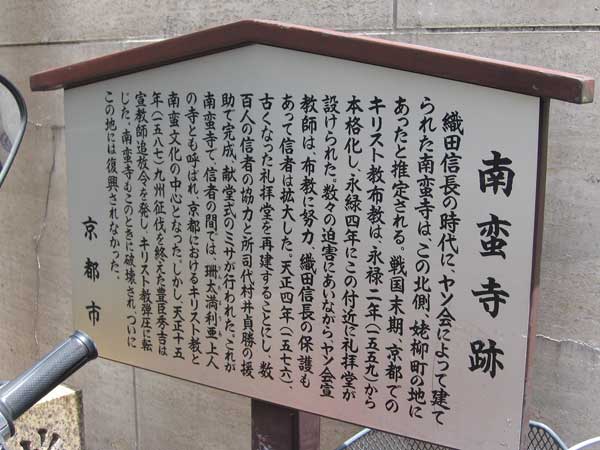 南蛮寺跡
織田信長の時代に、ヤソ会によって建て
られた南蛮寺は、この北側、姥柳町の地に
あったと推定される。戦国末期、京都での
キリスト教布教は、永禄二年(一五五九)から
本格化し、永禄四年にこの付近に礼拝堂が
設けられた。数々の迫害にあいながらヤソ会宣
教師は、布教に努力、織田信長の保護も
あって信者は拡大した。天正四年(一五七六)、
古くなった礼拝堂を再建することにし、数
百人の信者の協力と所司代村井貞勝の援
助で完成、献堂式のミサが行われた。これが
南蛮寺で、信者の間では、珊太満利亜上人
の寺とも呼ばれ、京都におけるキリスト教と
南蛮文化の中心となった。しかし、天正十五
年(一五八七)九州征伐を終えた豊臣秀吉は
宣教師追放令を発し、キリスト教弾圧に転
じた。南蛮寺もこのときに破壊され、ついに
この地には復興されなかった。
京都市